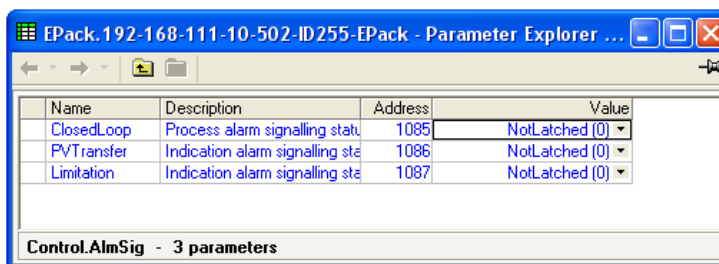 EPack.192-168-111-10-502-ID255-EPack - Parameter Explorer ...
Name Description Address Value
ClosedLoop Process alarm signalling statu 1085 NotLatched (0)
PVTransfer Indication alarm signalling sta 1086 NotLatched (0)
Limitation Indication alarm signalling sta 1087 NotLatched (0)
Control.AlmSig - 3 parameters